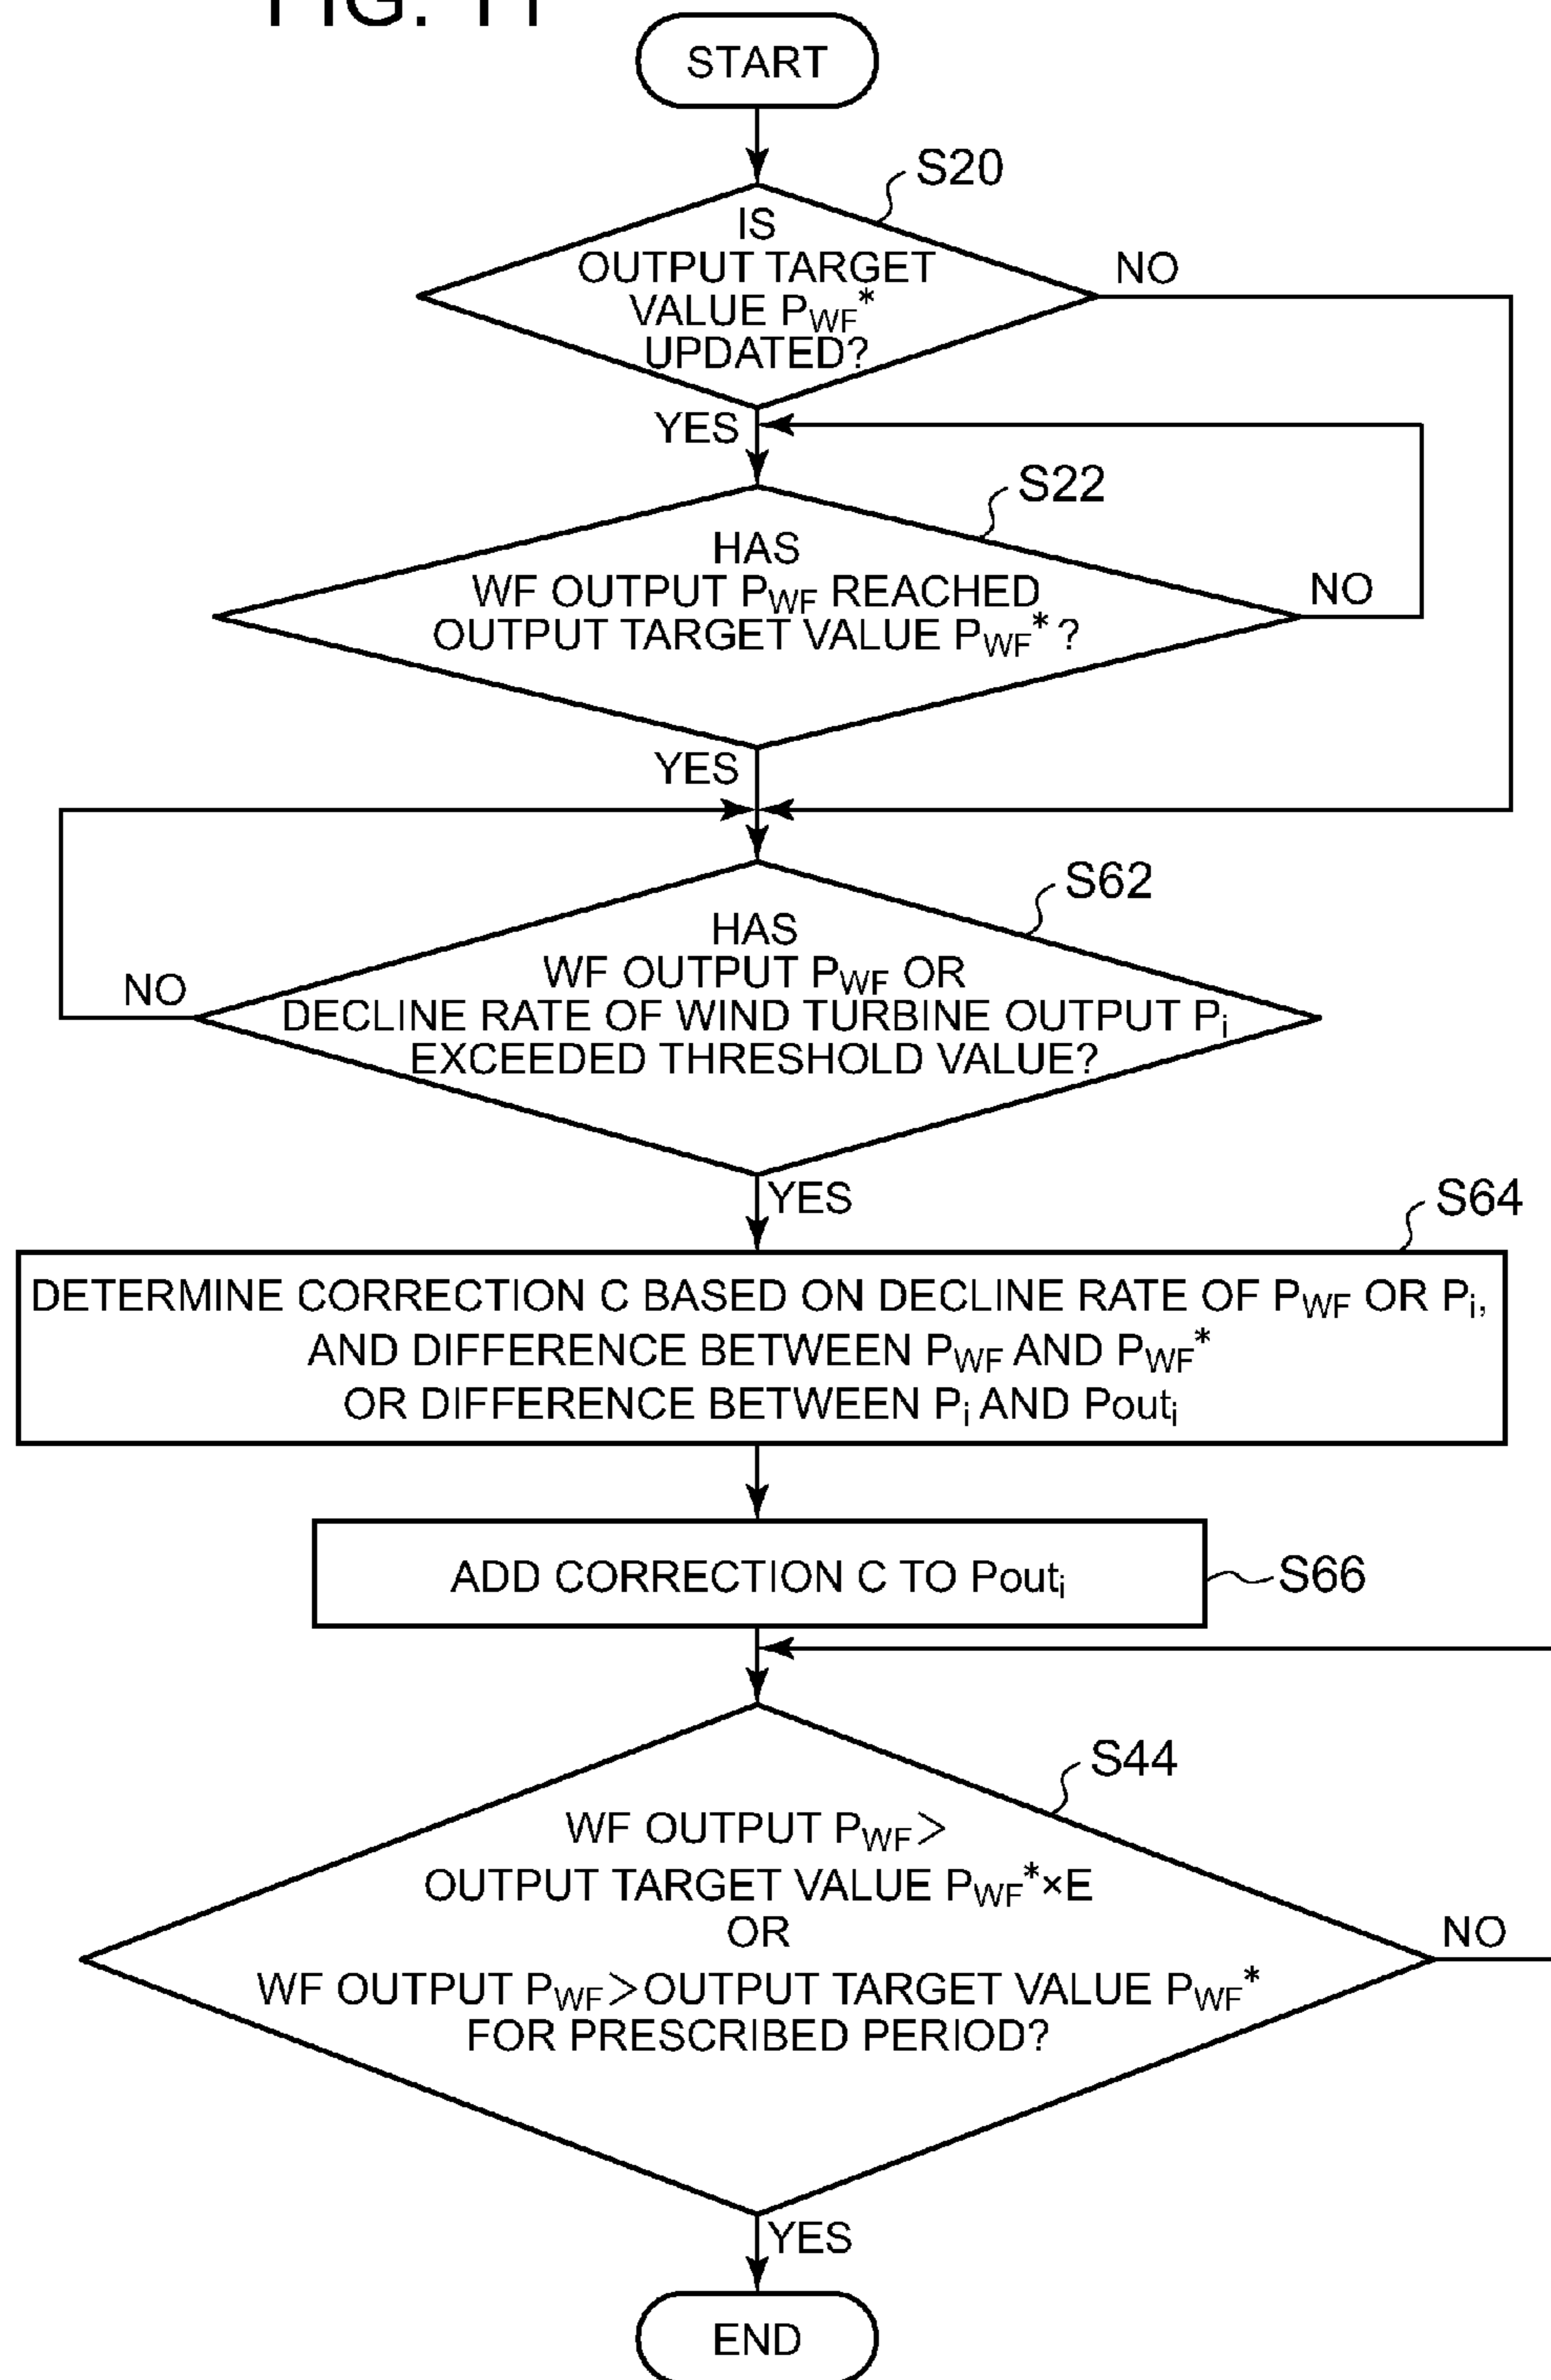 FIG. 11
START
S20
IS
OUTPUT TARGET
VALUE PWF*
UPDATED?
NO
YES
S22
HAS
WF OUTPUT PWF REACHED
OUTPUT TARGET VALUE PWF* ?
NO
YES
S62
HAS
WF OUTPUT PWF OR
DECLINE RATE OF WIND TURBINE OUTPUT Pi
EXCEEDED THRESHOLD VALUE?
NO
YES
S64
DETERMINE CORRECTION C BASED ON DECLINE RATE OF PWF OR Pi,
AND DIFFERENCE BETWEEN PWF AND PWF*
OR DIFFERENCE BETWEEN Pi AND Pouti
ADD CORRECTION C TO Pouti
S66
S44
WF OUTPUT PWF>
OUTPUT TARGET VALUE PWF*×E
OR
WF OUTPUT PWF>OUTPUT TARGET VALUE PWF*
FOR PRESCRIBED PERIOD?
NO
YES
END